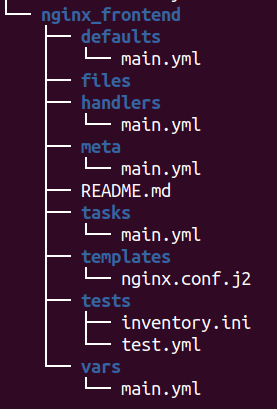 nginx_frontend
defaults
main.yml
files
handlers
main.yml
meta
main.yml
README.md
tasks
main.yml
templates
nginx.conf.j2
tests
inventory.ini
test.yml
vars
main.yml